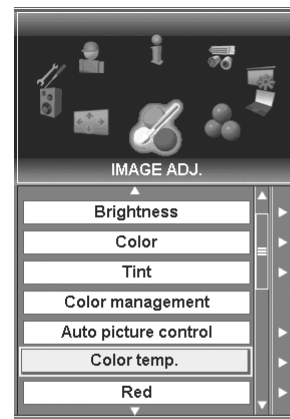 IMAGE ADJ.
Brightness
Color
Tint
Color management
Auto picture control
Color temp.
Red